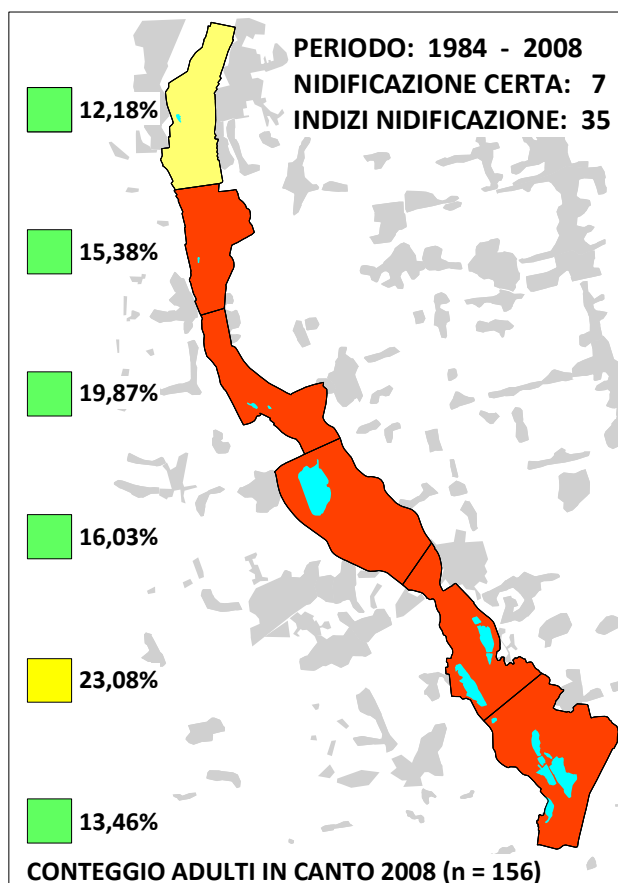 PERIODO: 1984 - 2008
NIDIFICAZIONE CERTA: 7
INDIZI NIDIFICAZIONE: 35
12,18%
15,38%
19,87%
16,03%
23,08%
13,46%
CONTEGGIO ADULTI IN CANTO 2008 (n = 156)